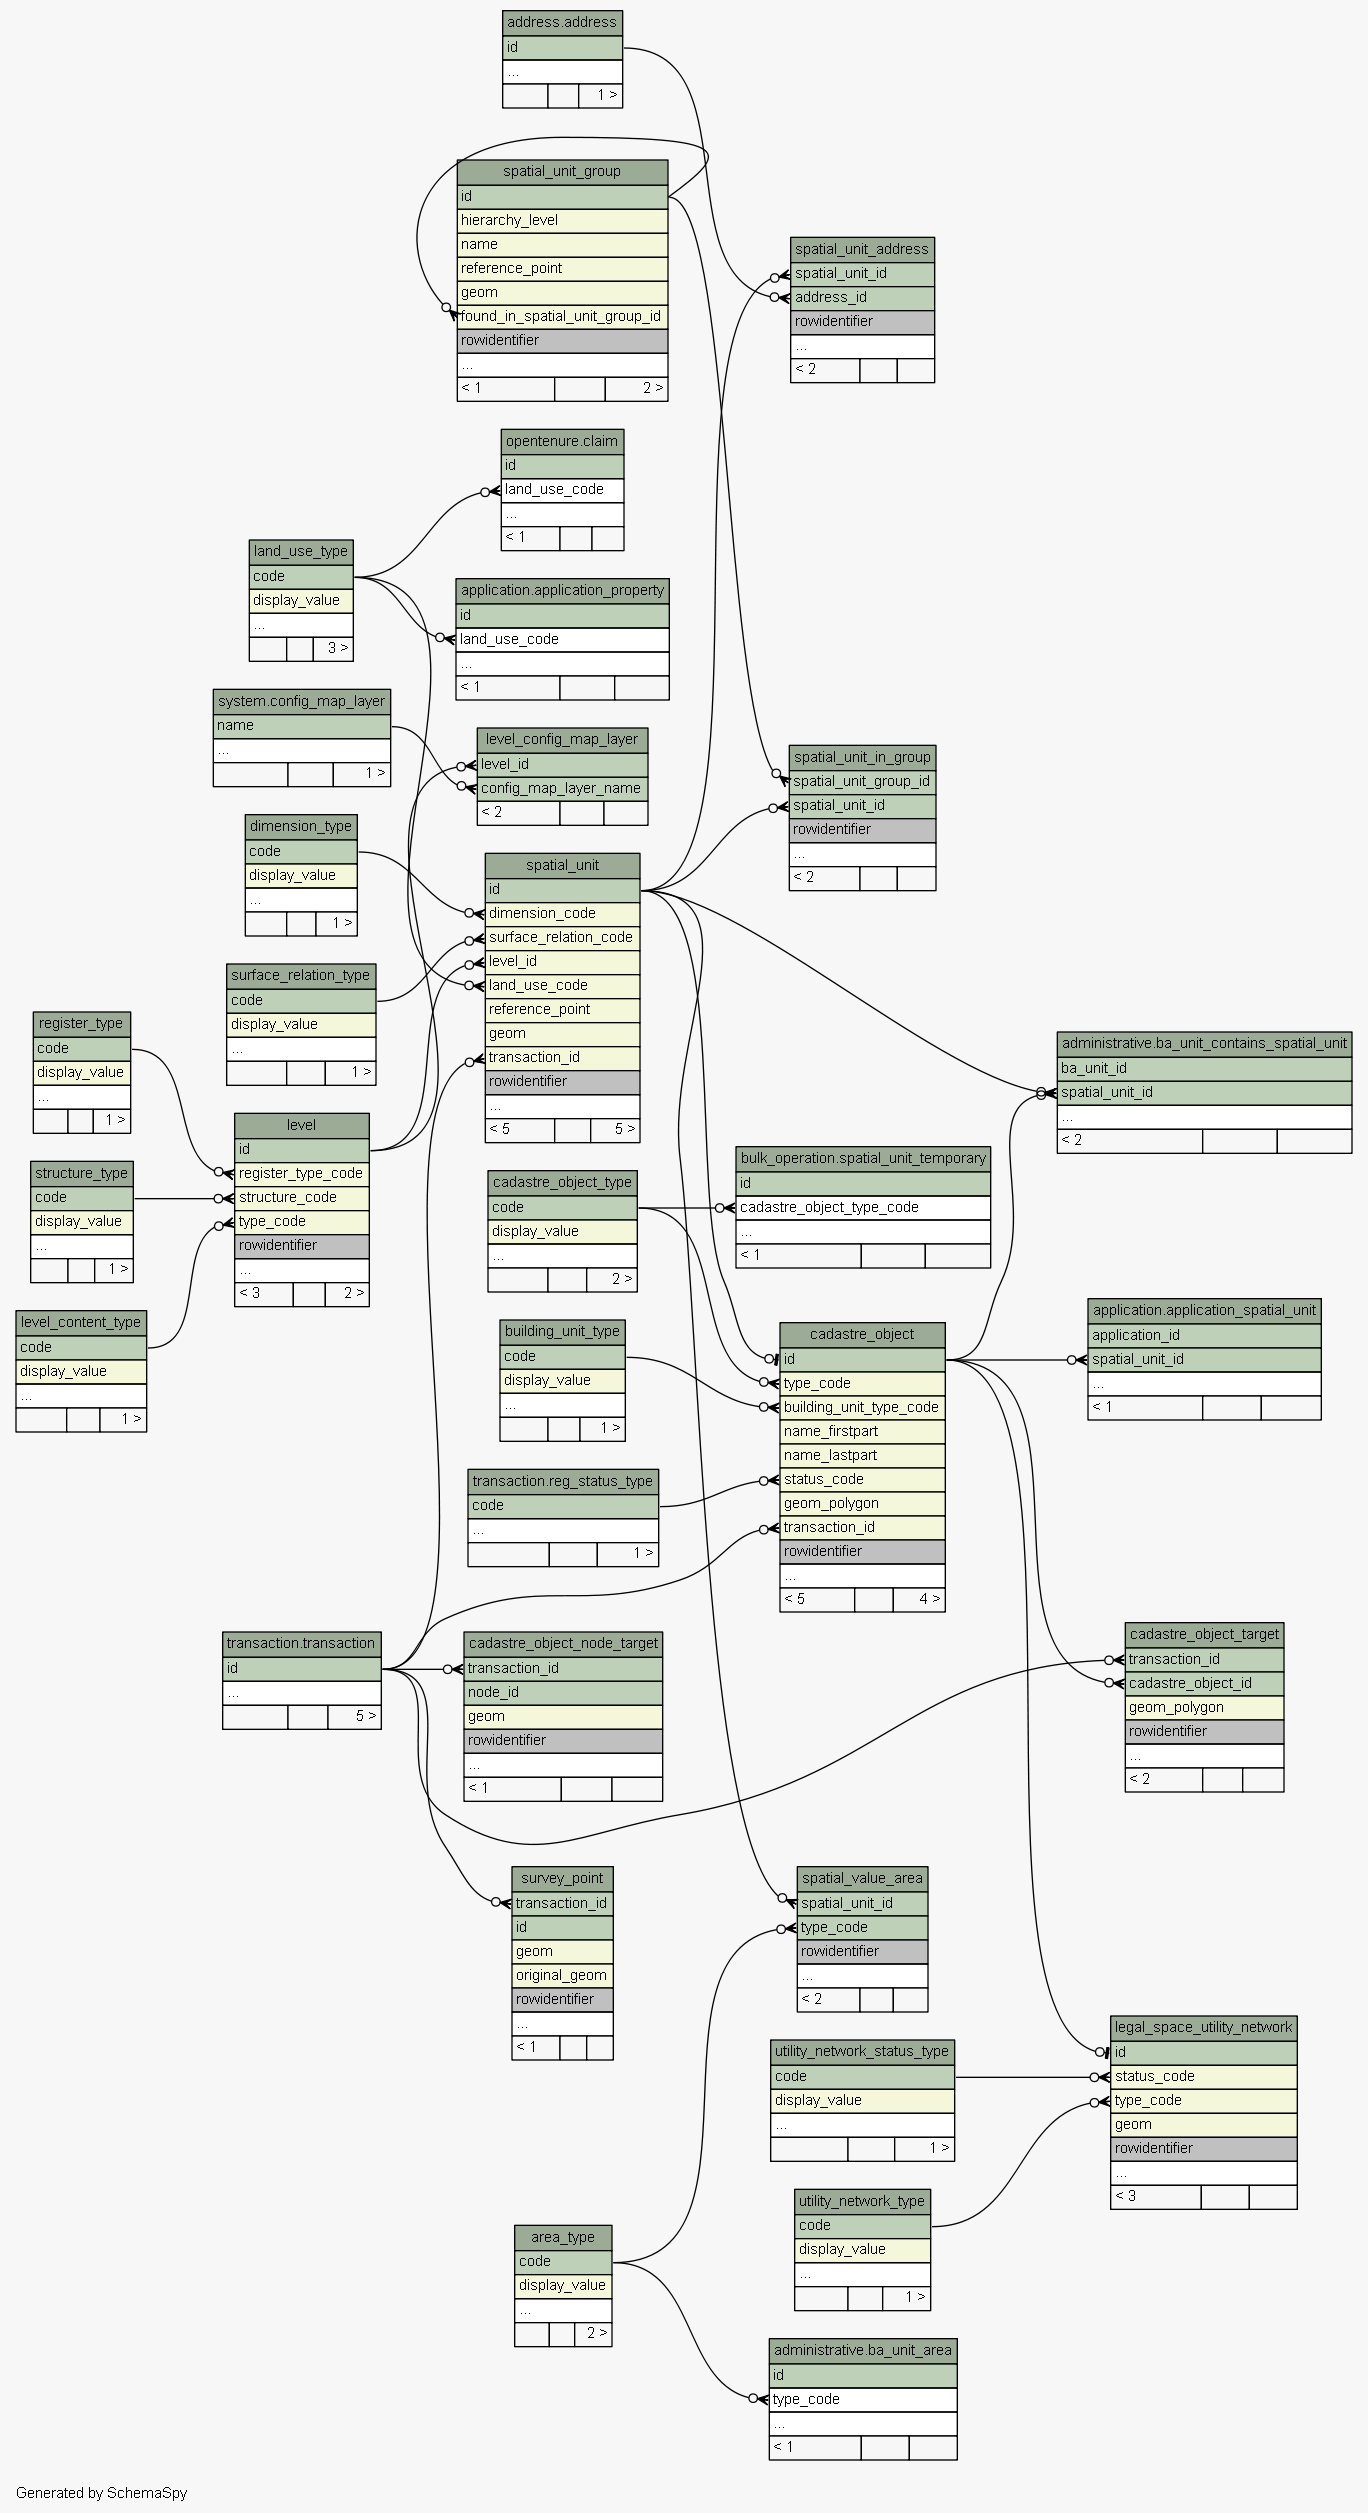 address.address
id
...
1 >
spatial_unit_group
id
hierarchy_level
name
reference_point
geom
found_in_spatial_unit_group_id
rowidentifier
...
< 1 2 >
spatial_unit_address
spatial_unit_id
address_id
rowidentifier
...
< 2
opentenure.claim
id
land_use_code
...
< 1
land_use_type
code
display_value
...
3 >
application.application_property
id
land_use_code
...
< 1
system.config_map_layer
name
...
1 >
level_config_map_layer
level_id
config_map_layer_name
< 2
spatial_unit_in_group
spatial_unit_group_id
spatial_unit_id
rowidentifier
...
< 2
dimension_type
code
display_value
...
1 >
spatial_unit
id
dimension_code
surface_relation_code
level_id
land_use_code
reference_point
geom
transaction_id
rowidentifier
...
< 5 5 >
surface_relation_type
code
display_value
...
1 >
register_type
code
display_value
...
1 >
administrative.ba_unit_contains_spatial_unit
ba_unit_id
spatial_unit_id
...
< 2
level
id
register_type_code
structure_code
type_code
rowidentifier
...
< 3 2 >
structure_type
code
display_value
...
1 >
cadastre_object_type
code
display_value
...
2 >
bulk_operation.spatial_unit_temporary
id
cadastre_object_type_code
...
< 1
level_content_type
code
display_value
...
1 >
building_unit_type
code
display_value
...
1 >
cadastre_object
id
type_code
building_unit_type_code
name_firstpart
name_lastpart
status_code
geom_polygon
transaction_id
rowidentifier
...
< 5 4 >
application.application_spatial_unit
application_id
spatial_unit_id
...
< 1
transaction.reg_status_type
code
...
1 >
transaction.transaction
id
...
5 >
cadastre_object_node_target
transaction_id
node_id
geom
rowidentifier
...
< 1
cadastre_object_target
transaction_id
cadastre_object_id
geom_polygon
rowidentifier
...
< 2
survey_point
transaction_id
id
geom
original_geom
rowidentifier
...
< 1
spatial_value_area
spatial_unit_id
type_code
rowidentifier
...
< 2
legal_space_utility_network
id
status_code
type_code
geom
rowidentifier
...
< 3
utility_network_status_type
code
display_value
...
1 >
utility_network_type
code
display_value
...
1 >
area_type
code
display_value
...
2 >
administrative.ba_unit_area
id
type_code
...
< 1
Generated by SchemaSpy